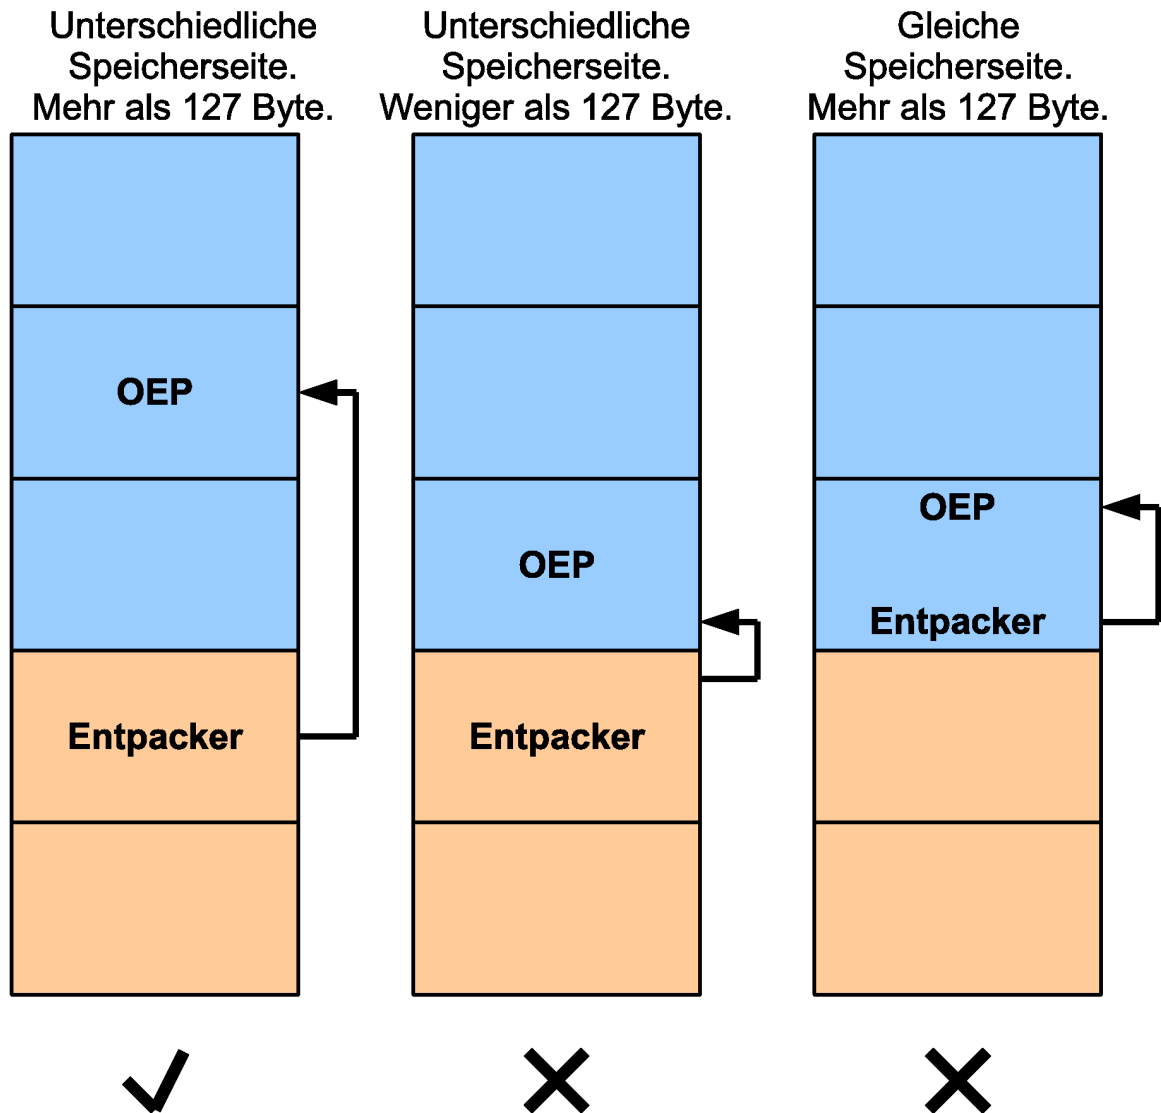 Unterschiedliche
Speicherseite.
Mehr als 127 Byte.
Unterschiedliche
Speicherseite.
Weniger als 127 Byte.
Gleiche
Speicherseite.
Mehr als 127 Byte.
OEP
Entpacker
OEP
Entpacker
OEP
Entpacker